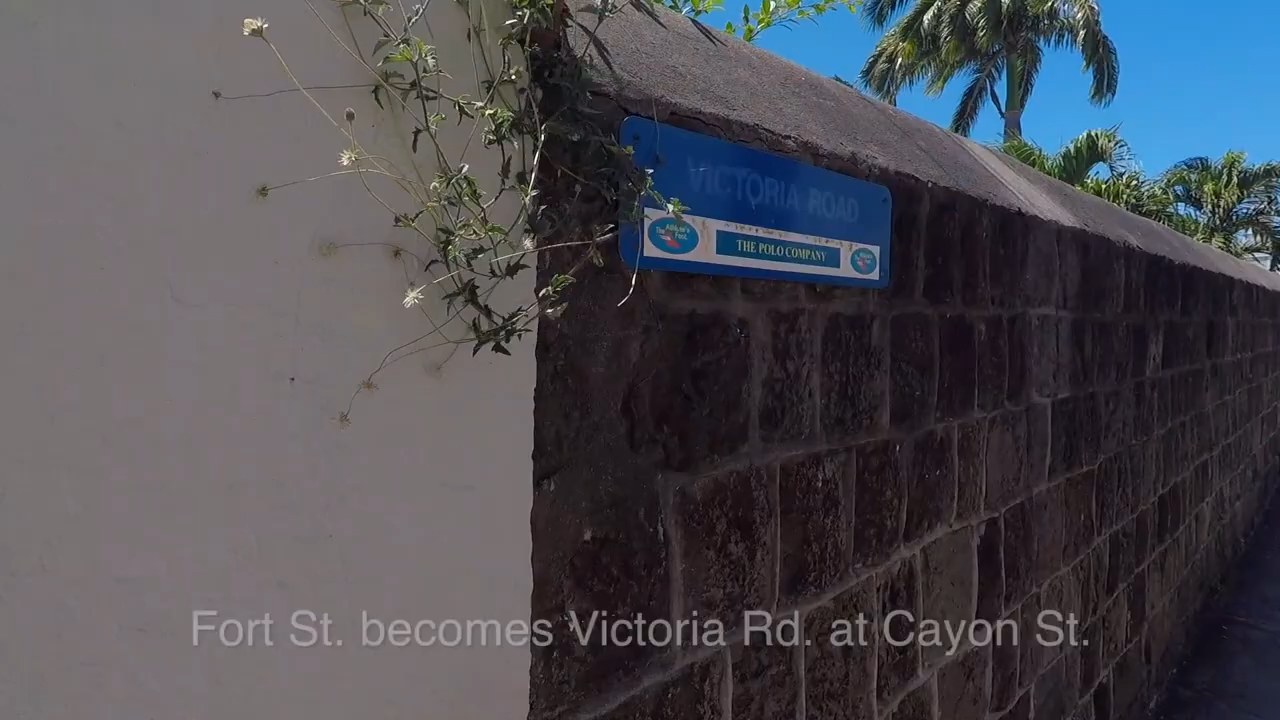 VICTORIA ROAD
THE POLO COMPANY
Fort St. becomes Victoria Rd. at Cayon St.